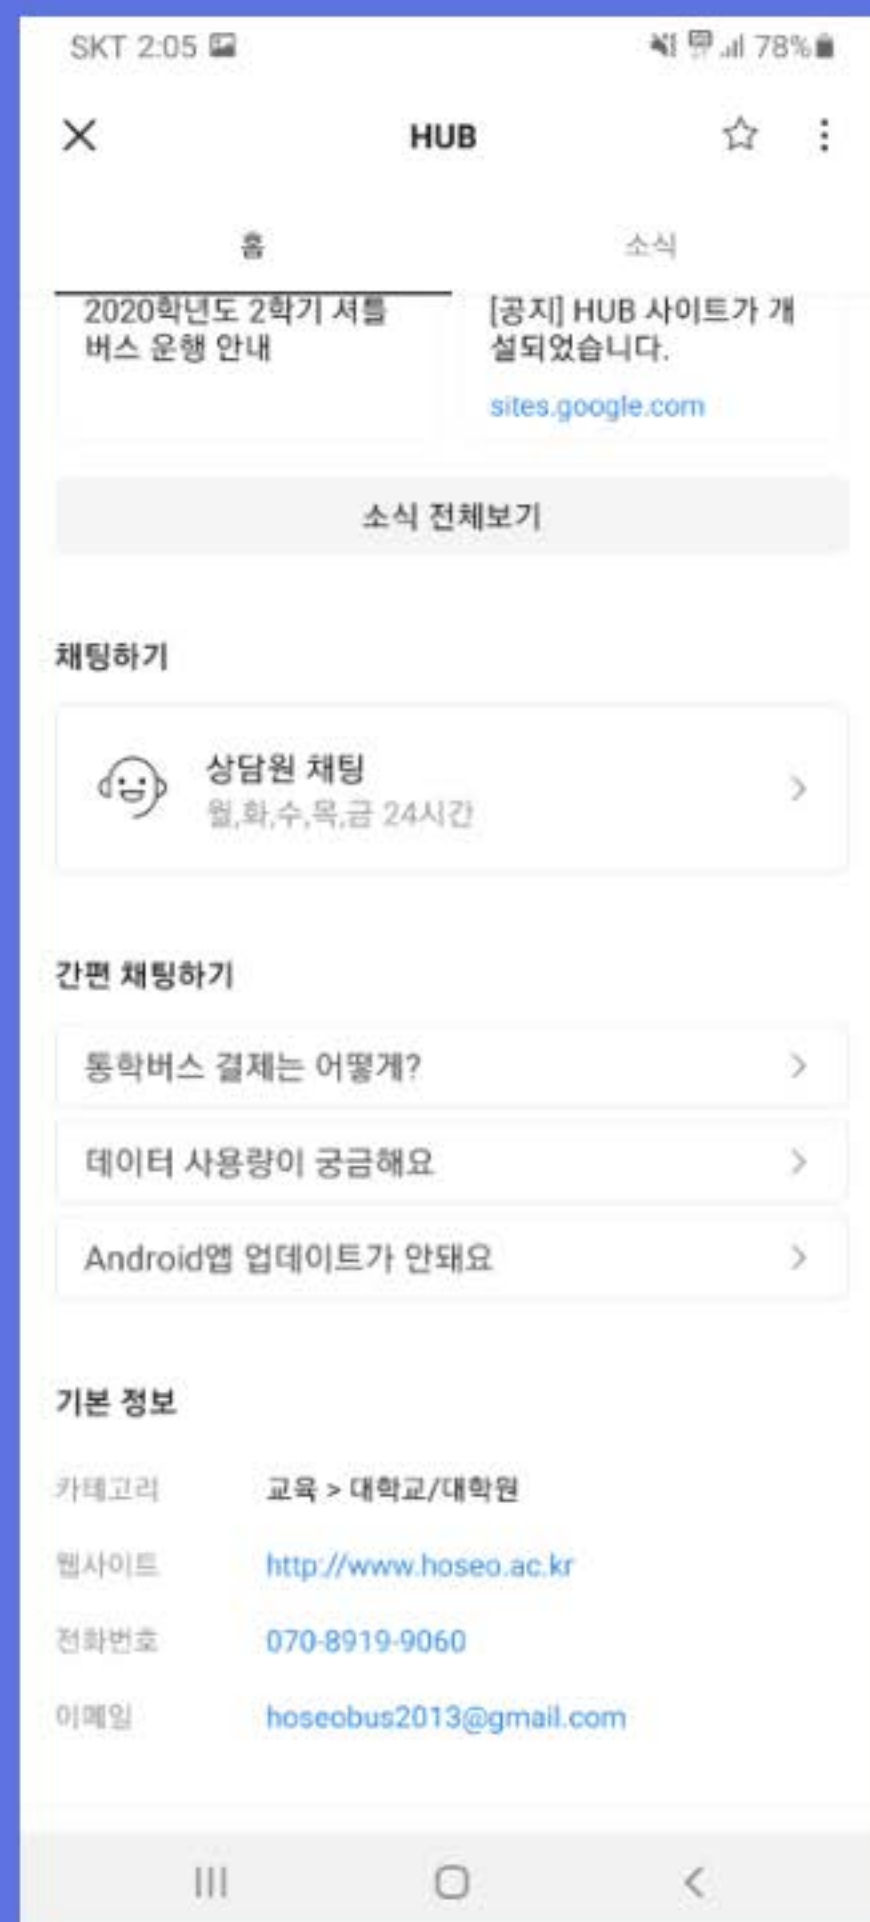 SKT 2:05
78%
HUB
홈
소식
2020학년도 2학기 셔틀
버스 운행 안내
[공지] HUB 사이트가 개
설되었습니다.
sites.google.com
소식 전체보기
채팅하기
상담원 채팅
월,화,수,목,금 24시간
간편 채팅하기
통학버스 결제는 어떻게?
데이터 사용량이 궁금해요
Android앱 업데이트가 안돼요
기본 정보
카테고리
교육 > 대학교/대학원
웹사이트
http://www.hoseo.ac.kr
전화번호
070-8919-9060
이메일
hoseobus2013@gmail.com